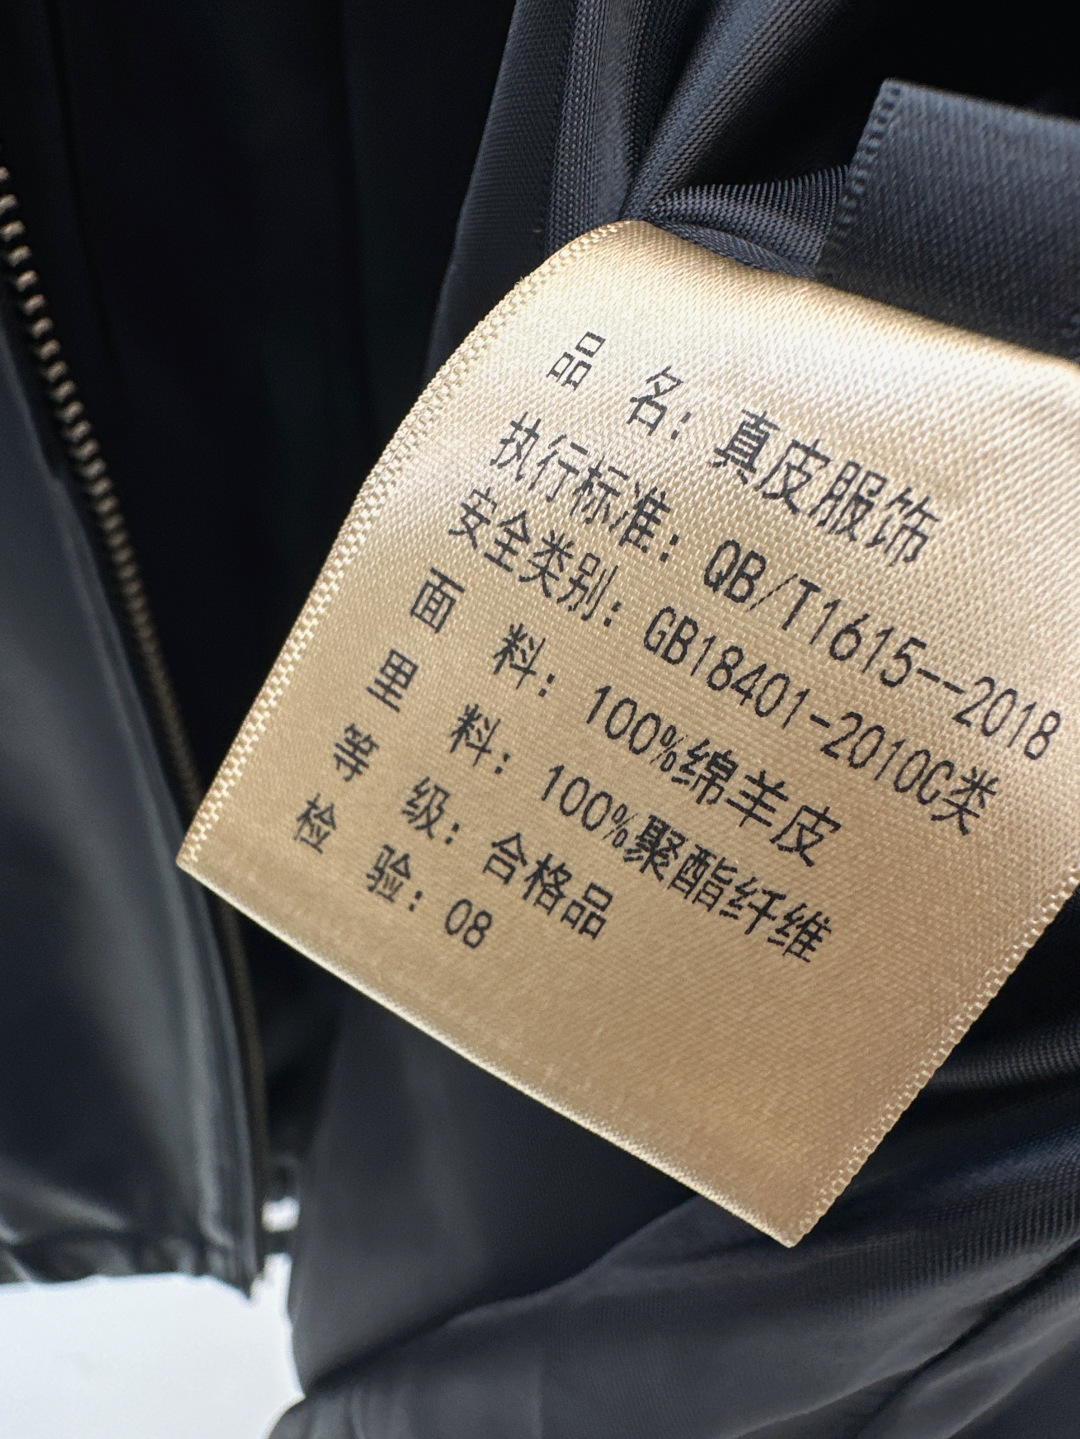 品 名：真皮服饰
执行标准：QB/T1615--2018
安全类别：GB18401-2010C类
面 料：100%绵羊皮
里 料：100%聚酯纤维
等 级：合格品
检 验：08